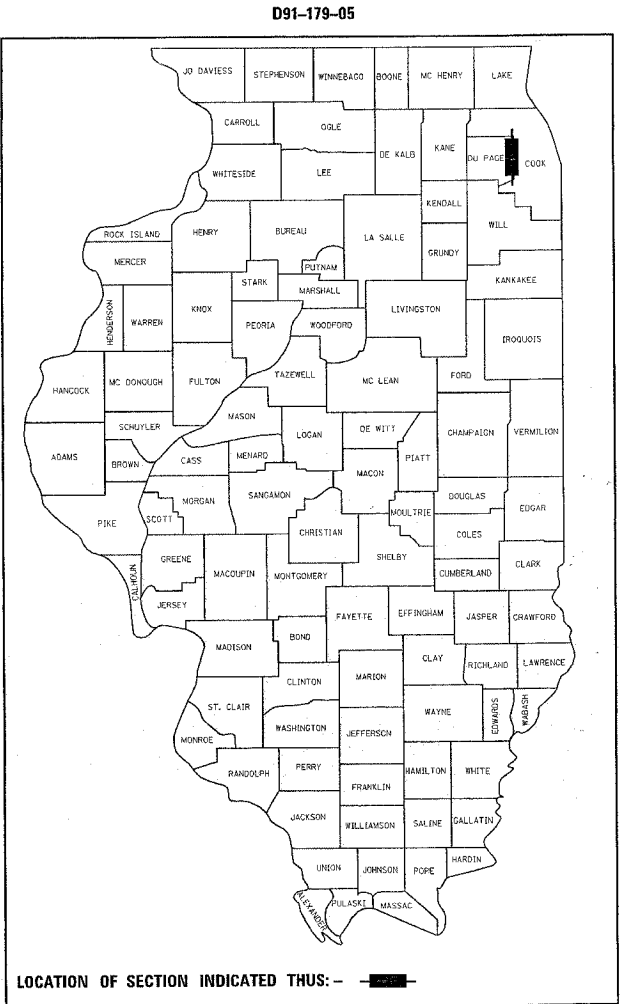 D91-179-05
JO DAVIESS STEPHENSON WINNEBAGO BOONE MC HENRY LAKE
CARROLL OGLE DE KALB KANE DU PAGE COOK
WHITESIDE LEE
KENDALL
ROCK ISLAND HENRY BUREAU LA SALLE WILL
MERCER PUTNAM GRUNDY
STARK MARSHALL KANKAKEE
HENDERSON WARREN KNOX PEORIA WOODFORD LIVINGSTON IROQUOIS
HANCOCK MC DONOUGH FULTON TAZEWELL MC LEAN FORD
SCHUYLER MASON LOGAN DE WITT CHAMPAIGN VERMILION
ADAMS BROWN CASS MENARD MACON PIATT
MORGAN SANGAMON DOUGLAS EDGAR
PIKE SCOTT CHRISTIAN MOULTRIE COLES
GREENE MACOUPIN MONTGOMERY SHELBY CUMBERLAND CLARK
CALHOUN JERSEY FAYETTE EFFINGHAM JASPER CRAWFORD
MADISON BOND CLAY RICHLAND LAWRENCE
CLINTON MARION
ST. CLAIR WASHINGTON JEFFERSON WAYNE EDWARDS WABASH
MONROE
RANDOLPH PERRY FRANKLIN HAMILTON WHITE
JACKSON WILLIAMSON SALINE GALLATIN
UNION JOHNSON POPE HARDIN
ALEXANDER PULASKI MASSAC
LOCATION OF SECTION INDICATED THUS: -